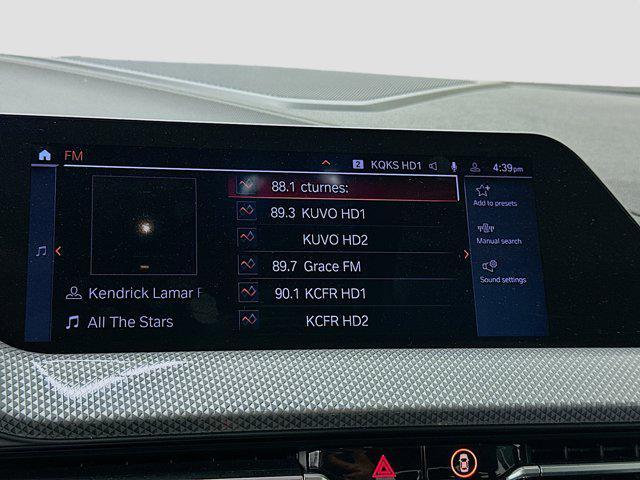 FM
2 KQKS HD1 4:39pm
88.1 cturnes:
89.3 KUVO HD1
KUVO HD2
89.7 Grace FM
90.1 KCFR HD1
KCFR HD2
Kendrick Lamar F
All The Stars
Add to presets
Manual search
Sound settings